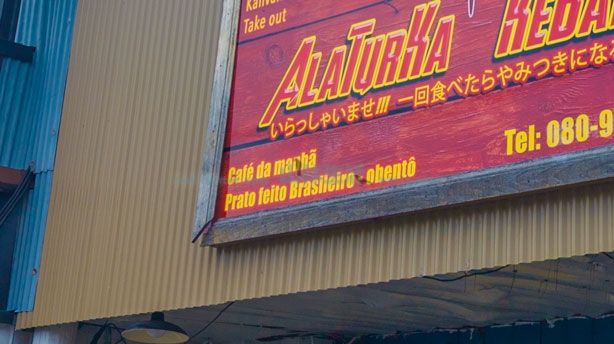 Take out
ALATURKA KEBA
いらっしゃいませ!!! 一回食べたらやみつきにな
Tel: 080-9
Café da manhã
Prato feito Brasileiro - obentô